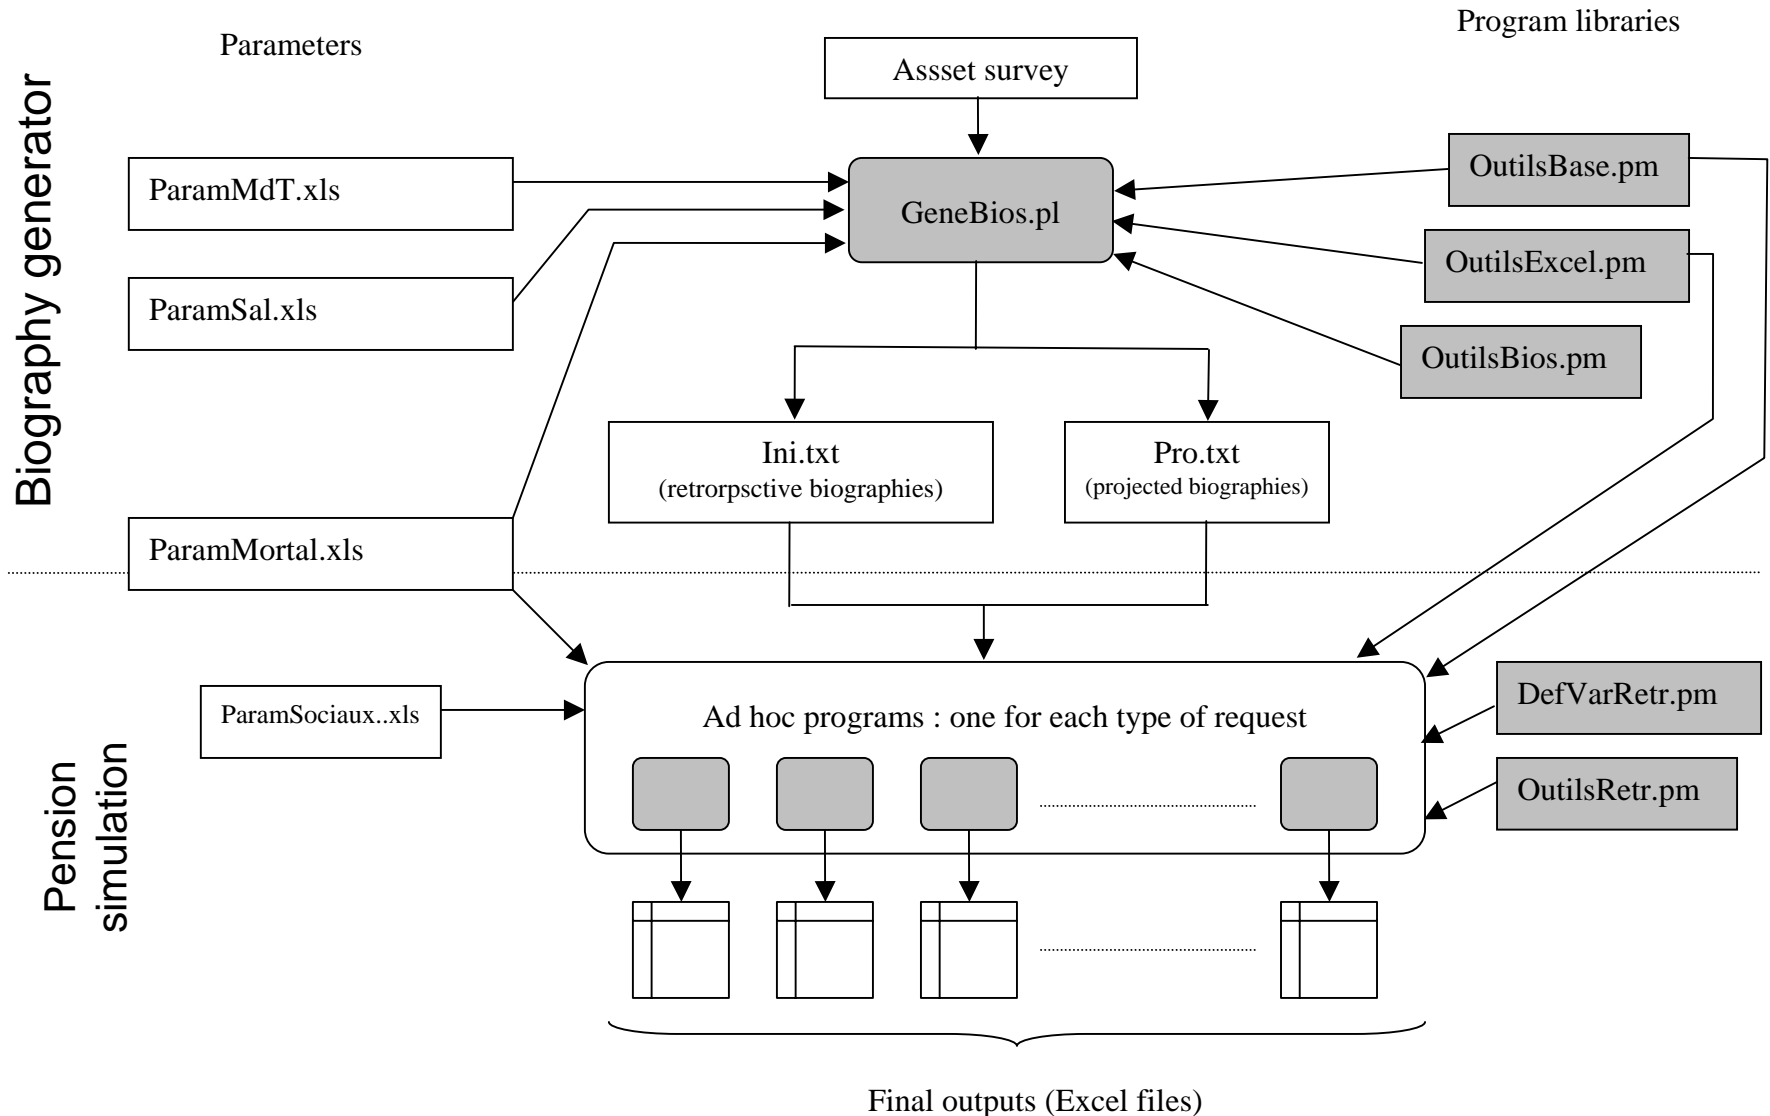 Program libraries
Parameters
Assset survey
Biography generator
ParamMdT.xls
OutilsBase.pm
GeneBios.pl
OutilsExcel.pm
ParamSal.xls
OutilsBios.pm
Ini.txt
(retrorpsctive biographies)
Pro.txt
(projected biographies)
ParamMortal.xls
Pension
simulation
ParamSociaux..xls
Ad hoc programs : one for each type of request
DefVarRetr.pm
OutilsRetr.pm
Final outputs (Excel files)